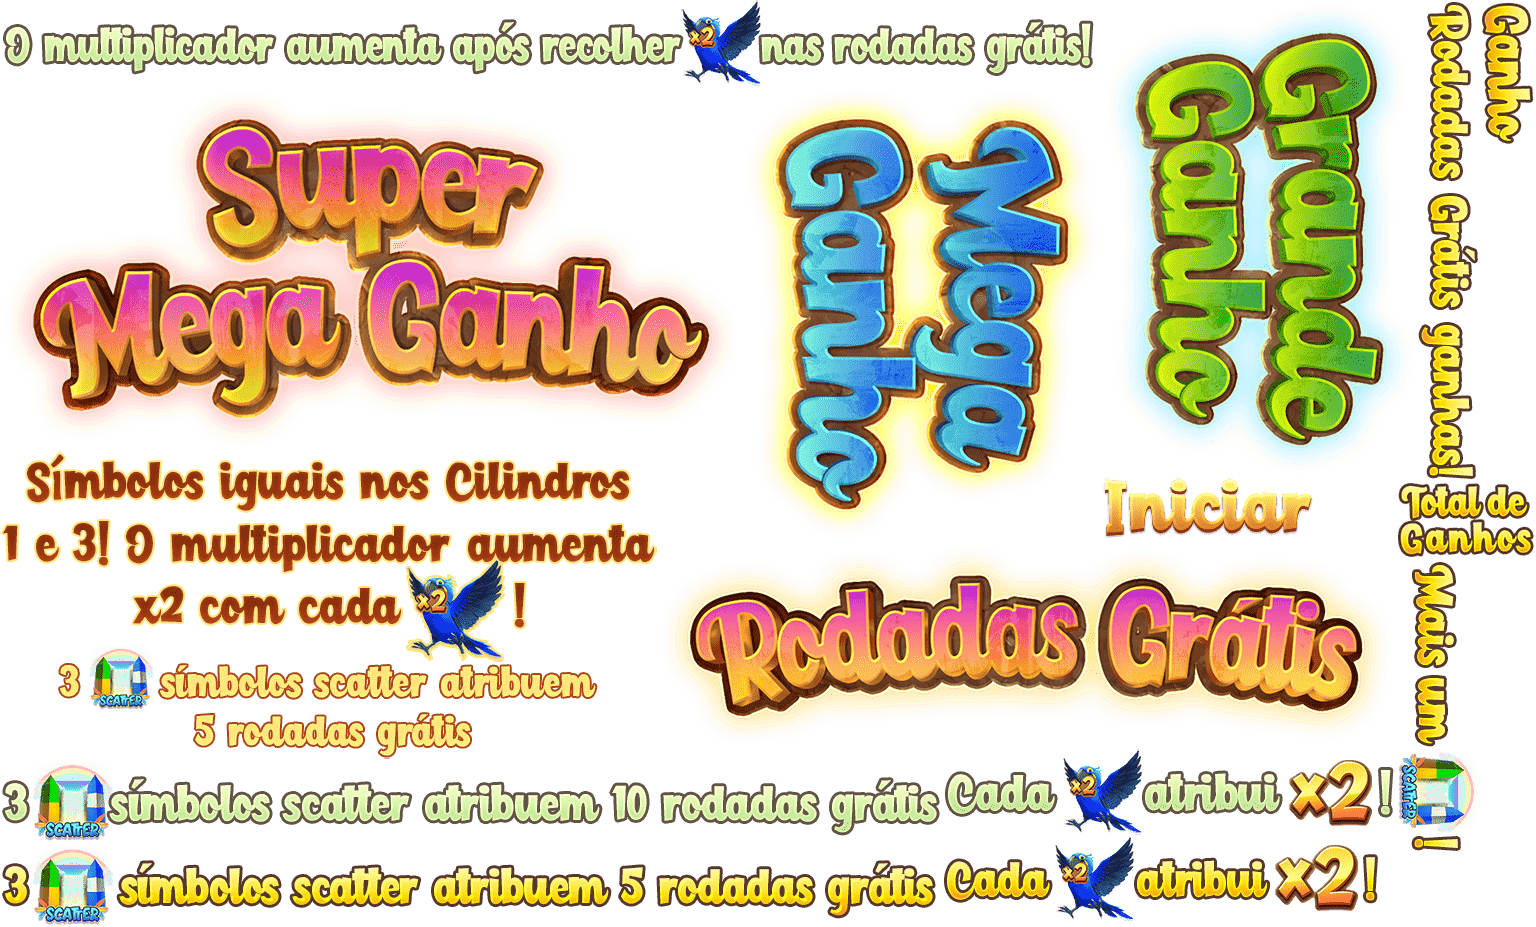 O multiplicador aumenta após recolher x2 nas rodadas grátis!
Super
Mega Ganho
Mega
Ganho
Grande
Ganho
Ganho
Rodadas Grátis ganhas!
Símbolos iguais nos Cilindros
1 e 3! O multiplicador aumenta
x2 com cada x2 !
Iniciar
Total de
Ganhos
Rodadas Grátis
Mais um SCATTER !
3 SCATTER símbolos scatter atribuem
5 rodadas grátis
3 SCATTER símbolos scatter atribuem 10 rodadas grátis
Cada x2 atribui x2!
3 SCATTER símbolos scatter atribuem 5 rodadas grátis
Cada x2 atribui x2!